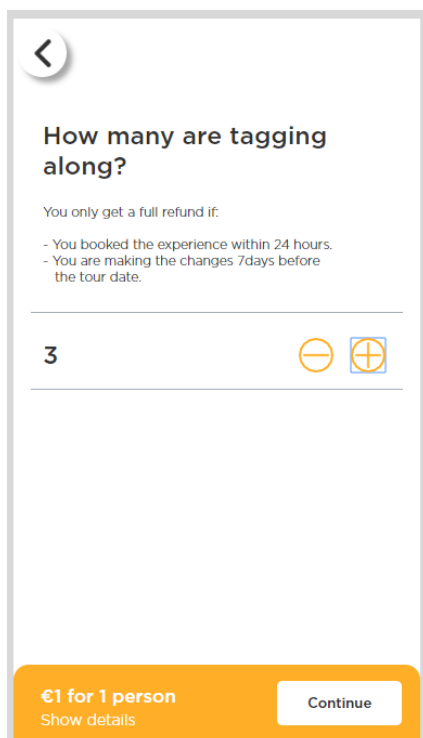 How many are tagging
along?
You only get a full refund if:
- You booked the experience within 24 hours.
- You are making the changes 7days before
the tour date.
3
€1 for 1 person
Show details
Continue